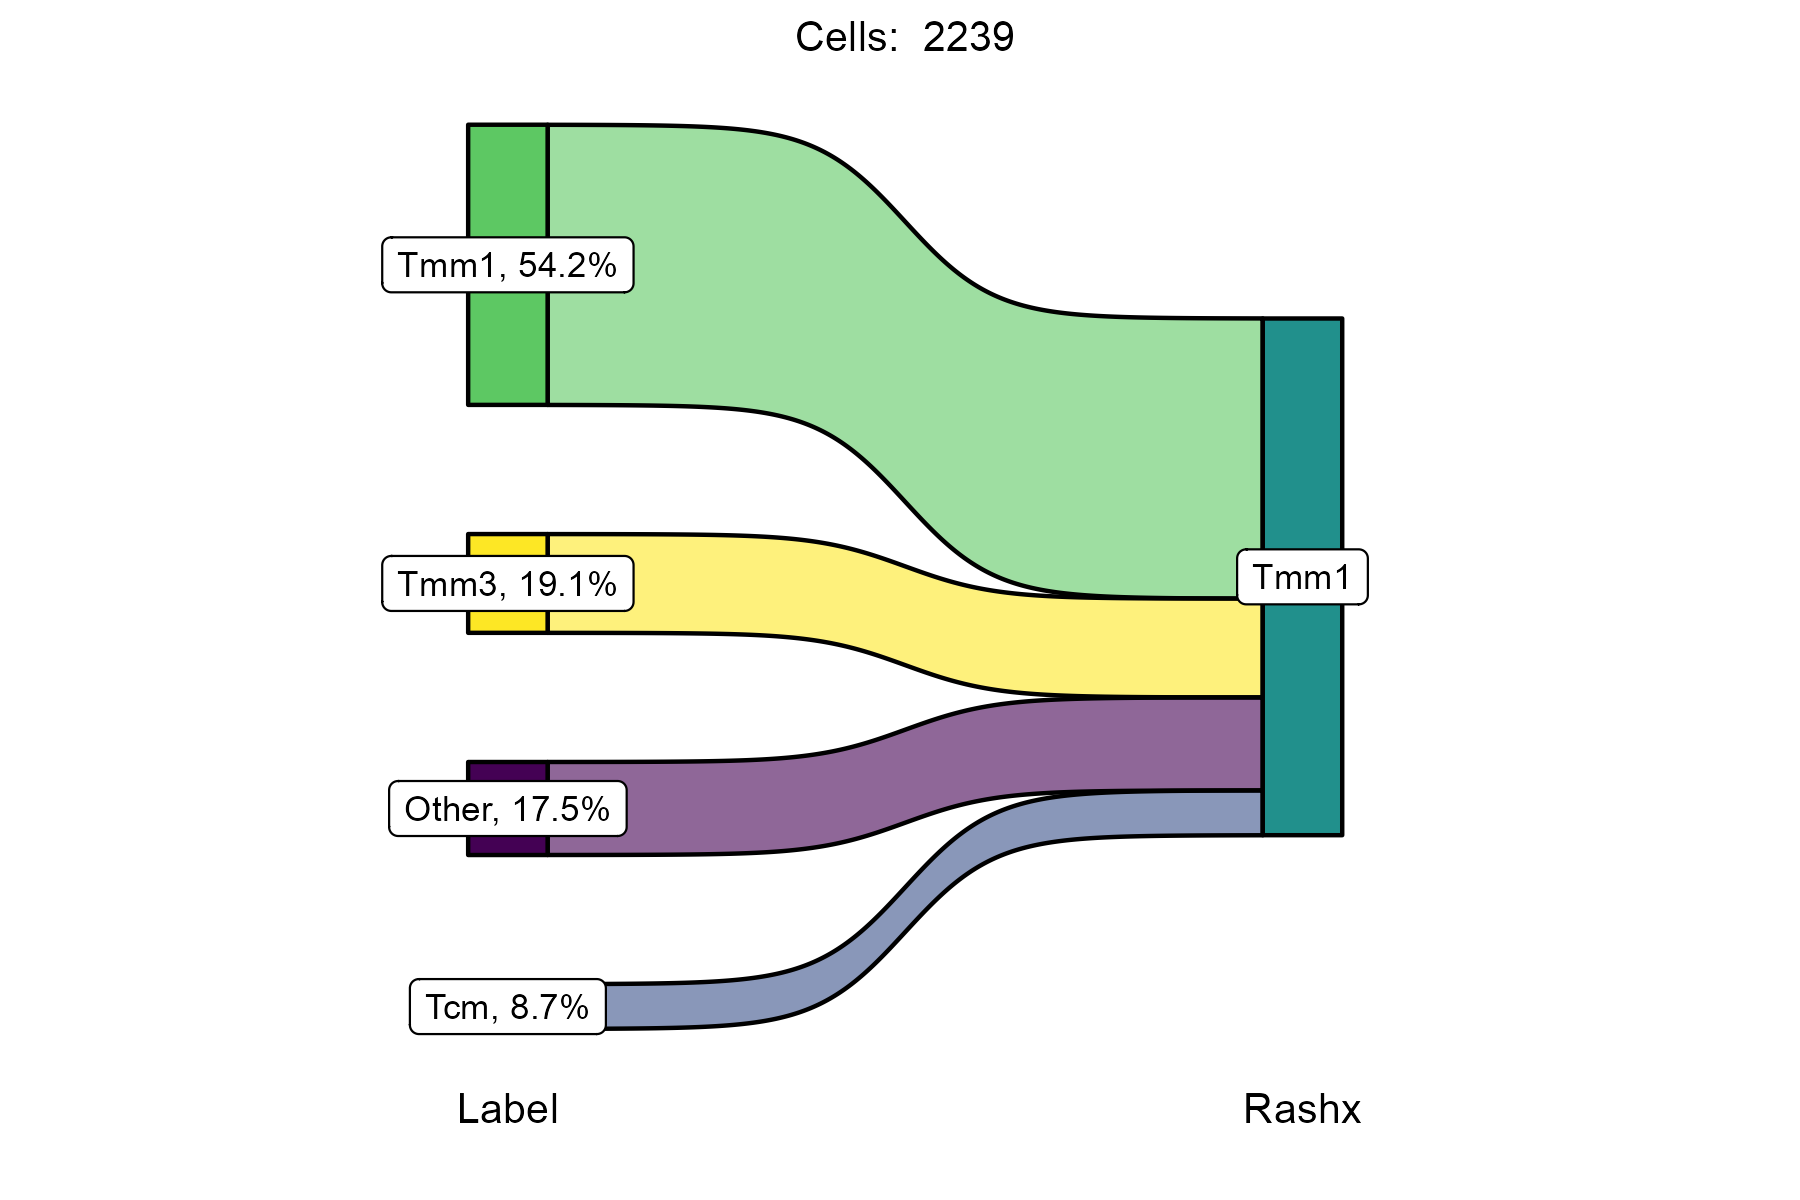 Cells:  2239
Tmm1, 54.2%
Tmm3, 19.1%
Tmm1
Other, 17.5%
Tcm, 8.7%
Label
Rashx